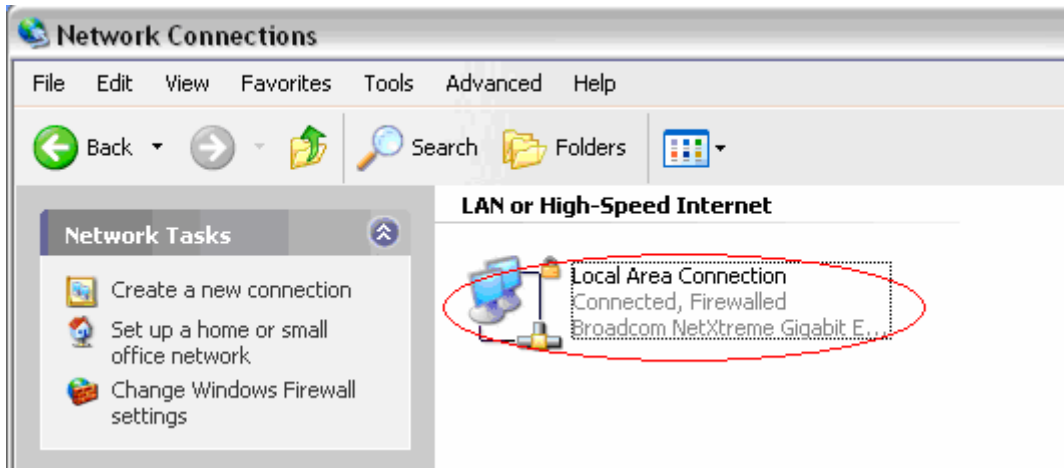 Network Connections
File Edit View Favorites Tools Advanced Help
Back Search Folders
Network Tasks
Create a new connection
Set up a home or small
office network
Change Windows Firewall
settings
LAN or High-Speed Internet
Local Area Connection
Connected, Firewalled
Broadcom NetXtreme Gigabit E...